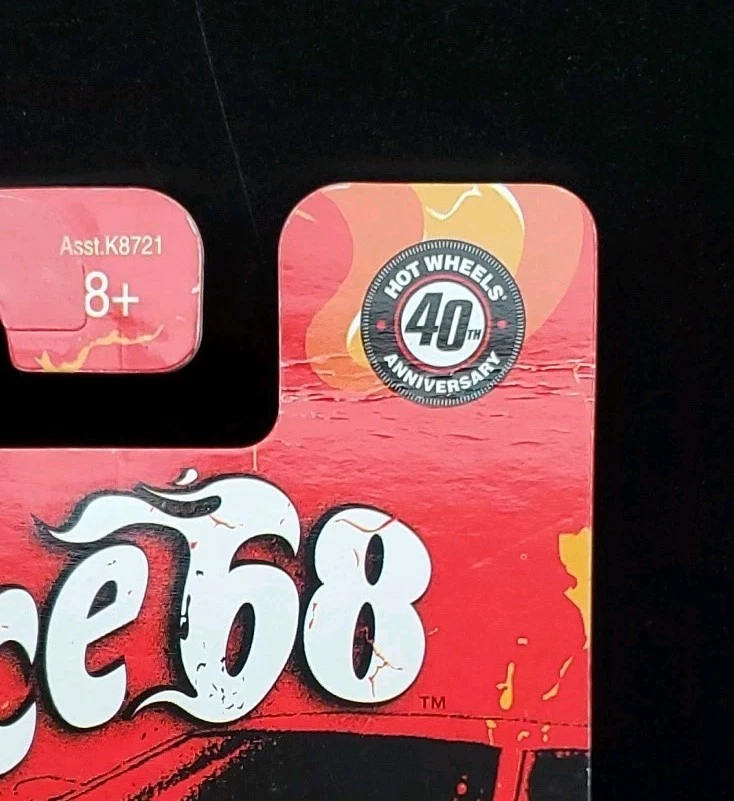 Asst.K8721
8+
HOT WHEELS®
40TH
ANNIVERSARY
ce68
TM